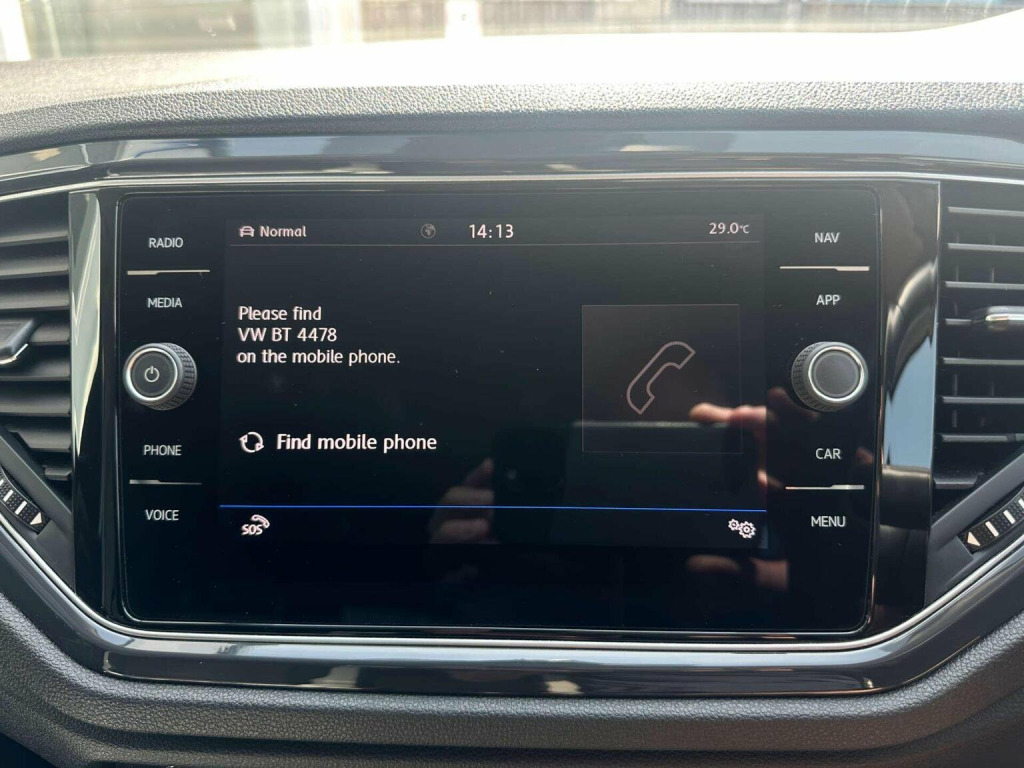 RADIO
MEDIA
PHONE
VOICE
Normal
14:13
29.0°C
Please find
VW BT 4478
on the mobile phone.
Find mobile phone
SOS
NAV
APP
CAR
MENU